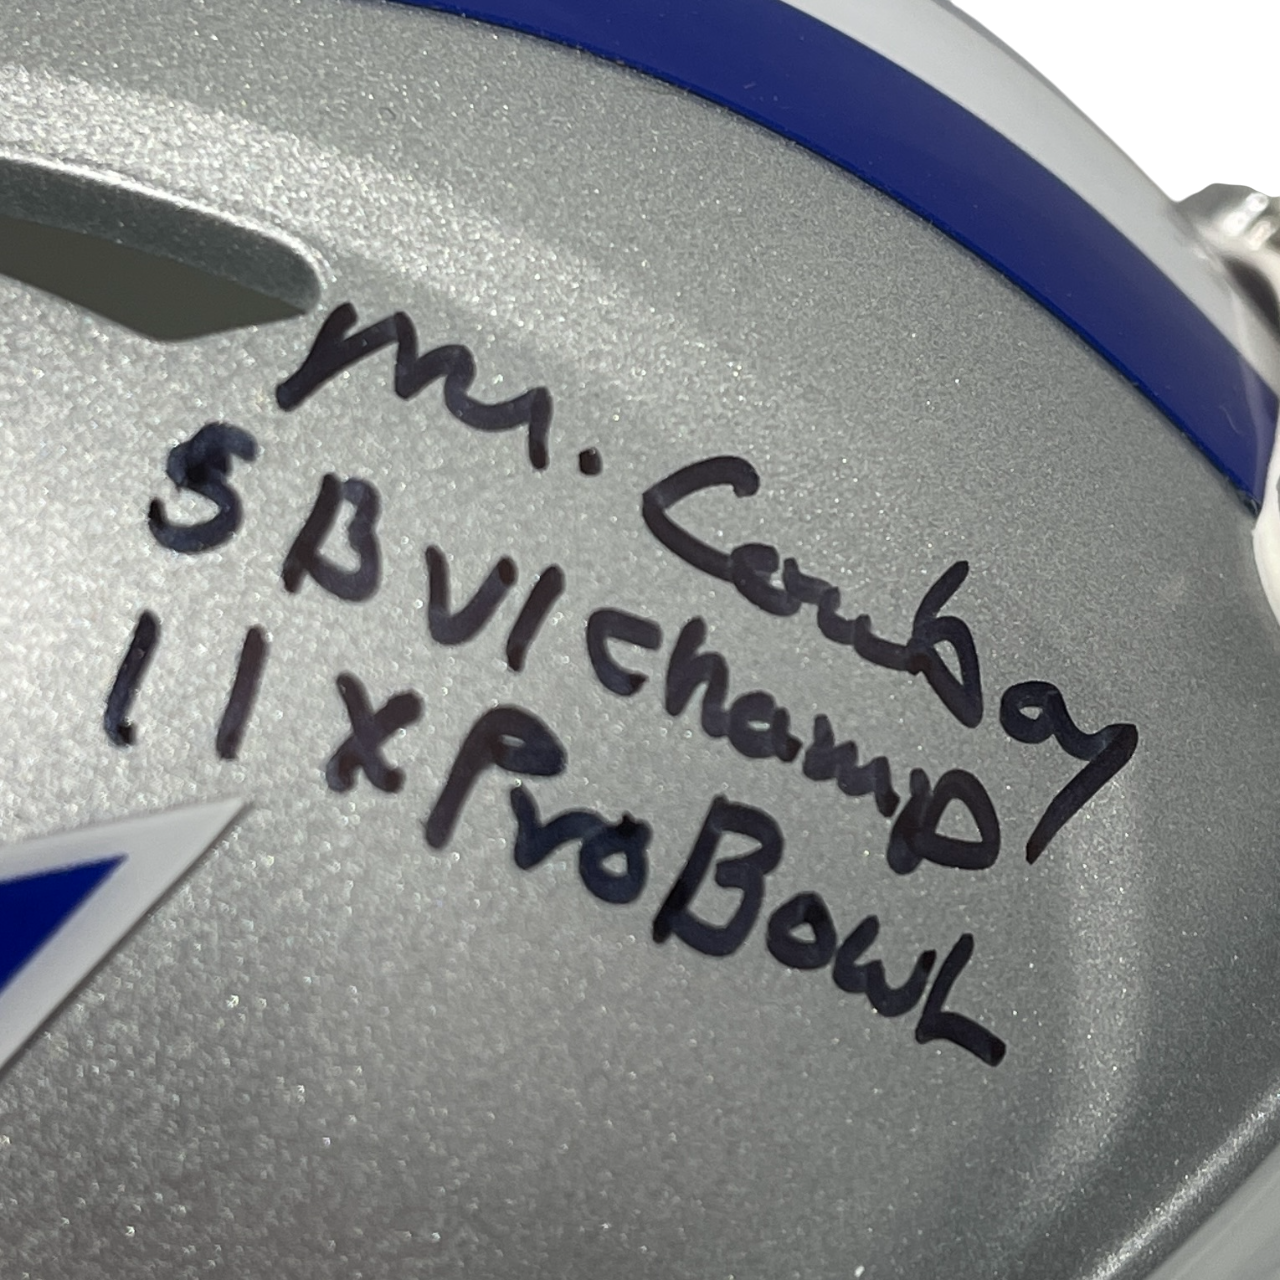 Mr. Cowboy
SB VI Champ
11 X Pro Bowl